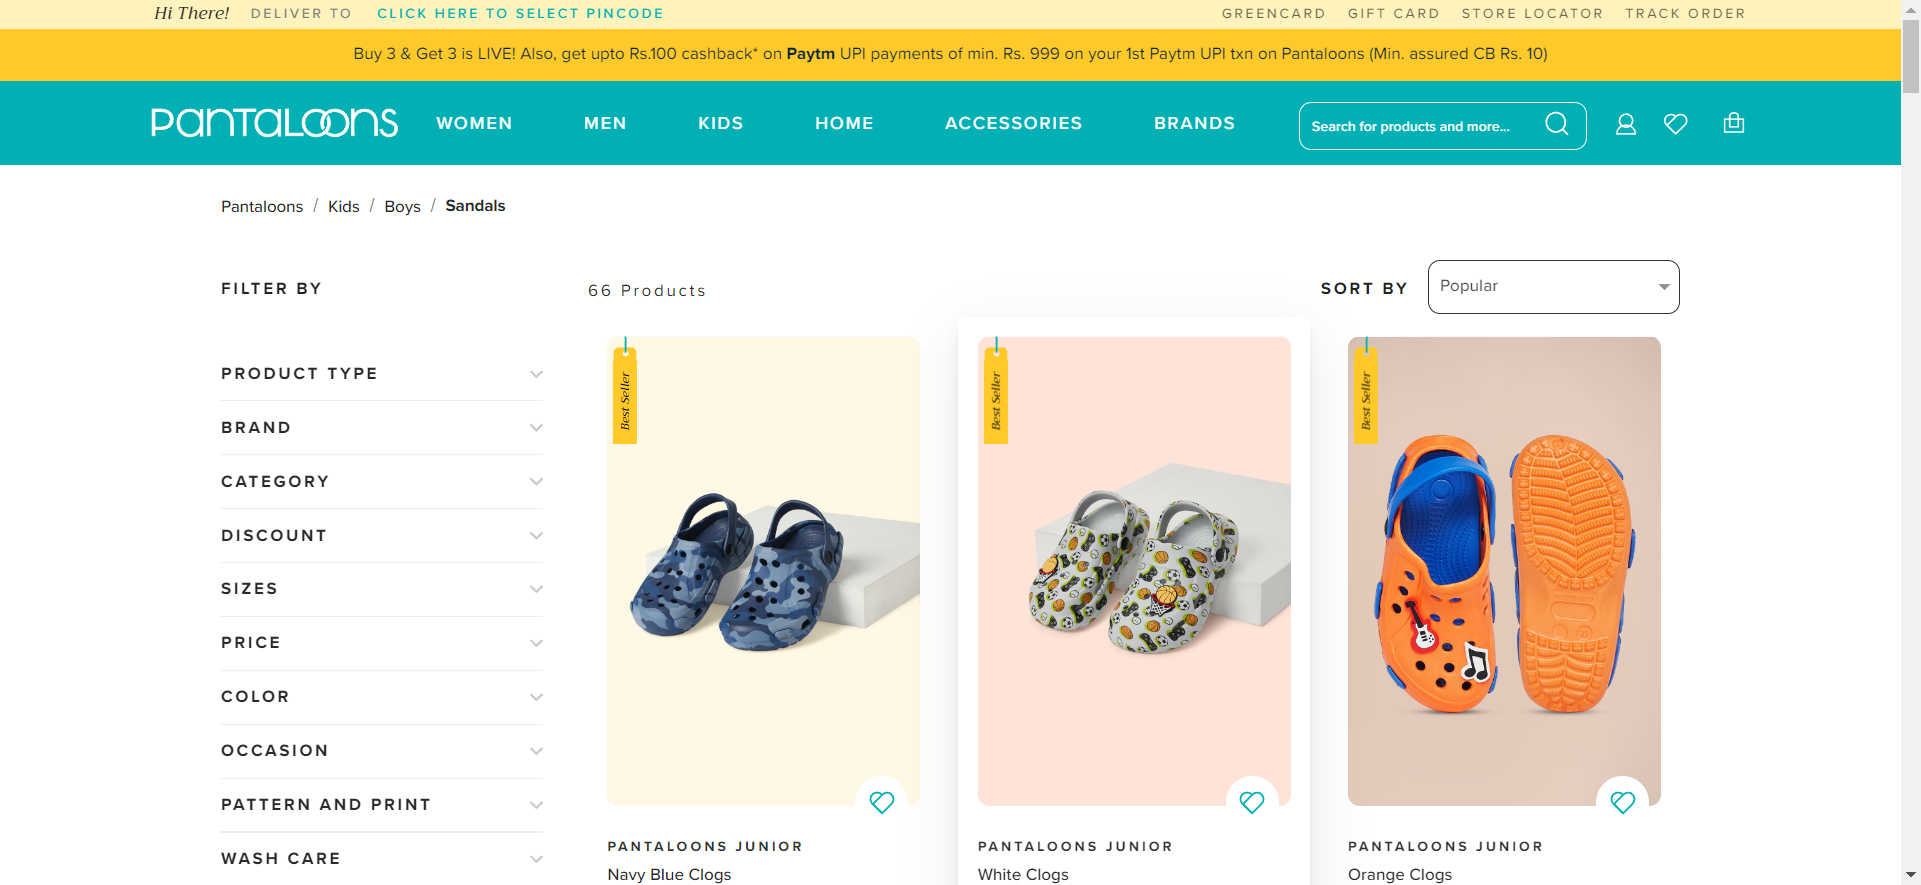 Hi There! DELIVER TO CLICK HERE TO SELECT PINCODE GREENCARD GIFT CARD STORE LOCATOR TRACK ORDER
Buy 3 & Get 3 is LIVE! Also, get upto Rs.100 cashback* on Paytm UPI payments of min. Rs. 999 on your 1st Paytm UPI txn on Pantaloons (Min. assured CB Rs. 10)
PANTALOONS WOMEN MEN KIDS HOME ACCESSORIES BRANDS Search for products and more...
Pantaloons / Kids / Boys / Sandals
FILTER BY
66 Products
SORT BY Popular
PRODUCT TYPE
BRAND
CATEGORY
DISCOUNT
SIZES
PRICE
COLOR
OCCASION
PATTERN AND PRINT
WASH CARE
Best Seller
Best Seller
Best Seller
PANTALOONS JUNIOR
Navy Blue Clogs
PANTALOONS JUNIOR
White Clogs
PANTALOONS JUNIOR
Orange Clogs